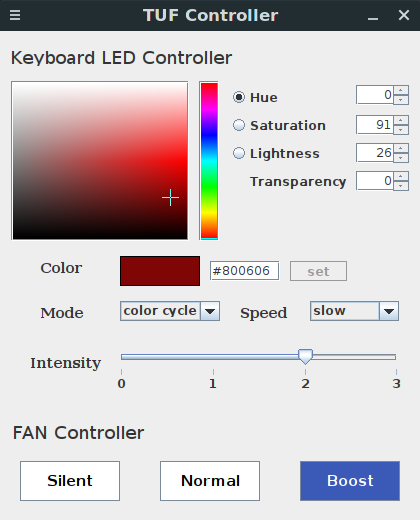 TUF Controller
Keyboard LED Controller
Hue 0
Saturation 91
Lightness 26
Transparency 0
Color #800606 set
Mode color cycle Speed slow
Intensity
0 1 2 3
FAN Controller
Silent Normal Boost